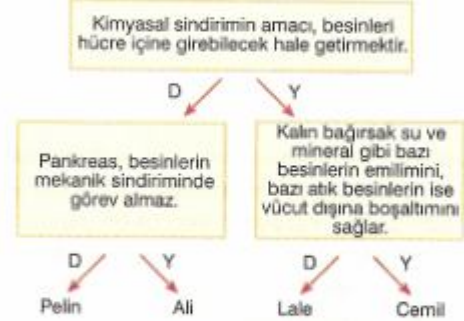 Kimyasal sindirimin amacı, besinleri
hücre içine girebilecek hale getirmektir.
D
Y
Pankreas, besinlerin
mekanik sindiriminde
görev almaz.
Kalın bağırsak su ve
mineral gibi bazı
besinlerin emilimini,
bazı atık besinlerin ise
vücut dışına boşaltımını
sağlar.
D
Y
D
Y
Pelin
Ali
Lale
Cemil